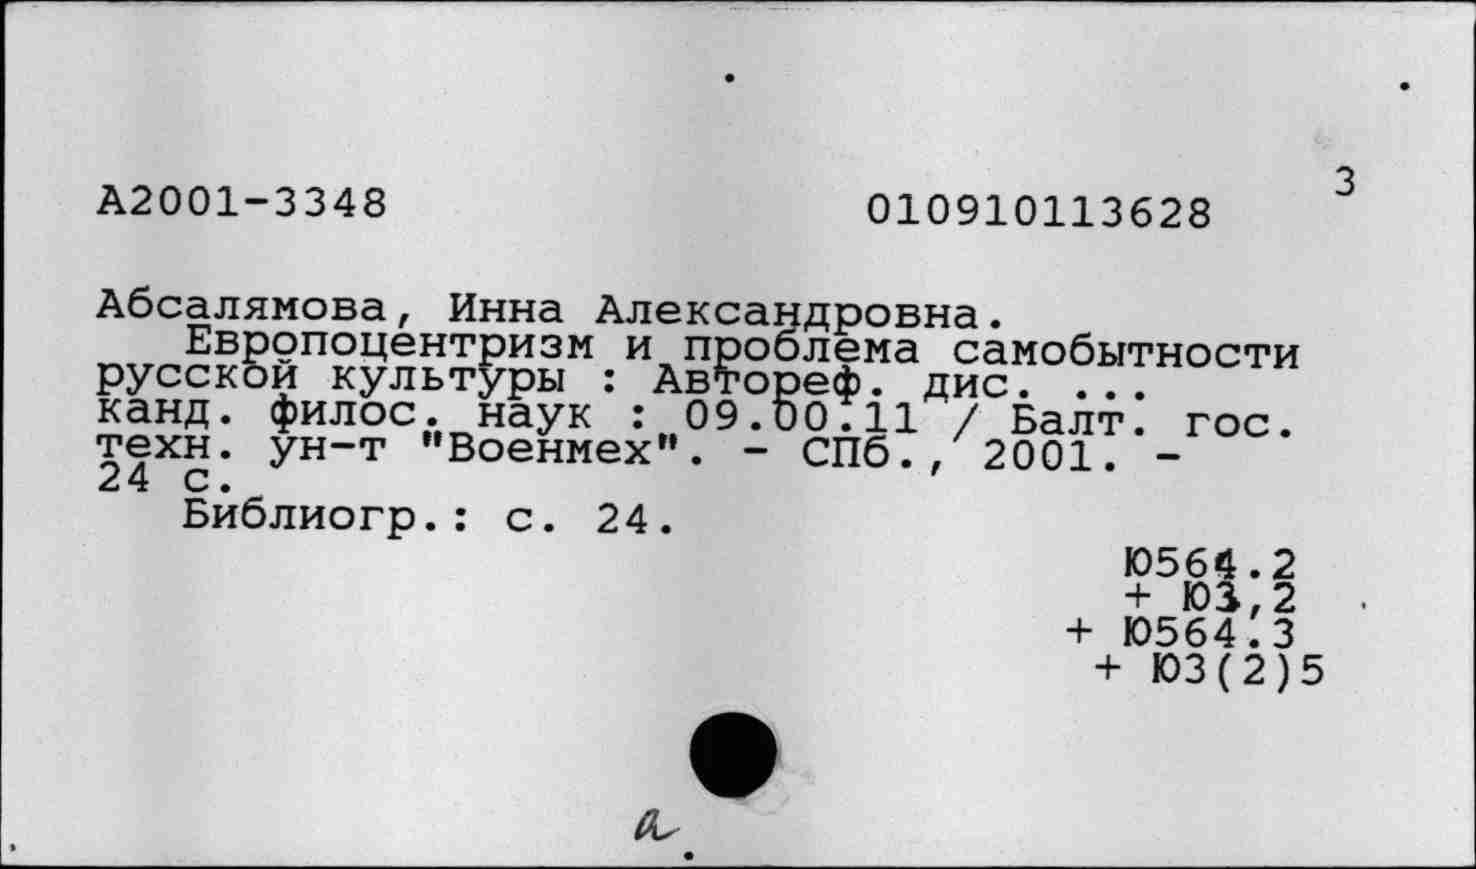 3
А2001-3348 010910113628
Абсалямова, Инна Александровна.
Европоцентризм и проблема самобытности
русской культуры : Автореф. дис. ...
канд. филос. наук : 09.00.11 / Балт. гос.
техн. ун-т "Военмех". - СПб., 2001. -
24 с.
Библиогр.: с. 24.
Ю564.2
+ Ю3,2
+ Ю564.3
+ Ю3(2)5
а